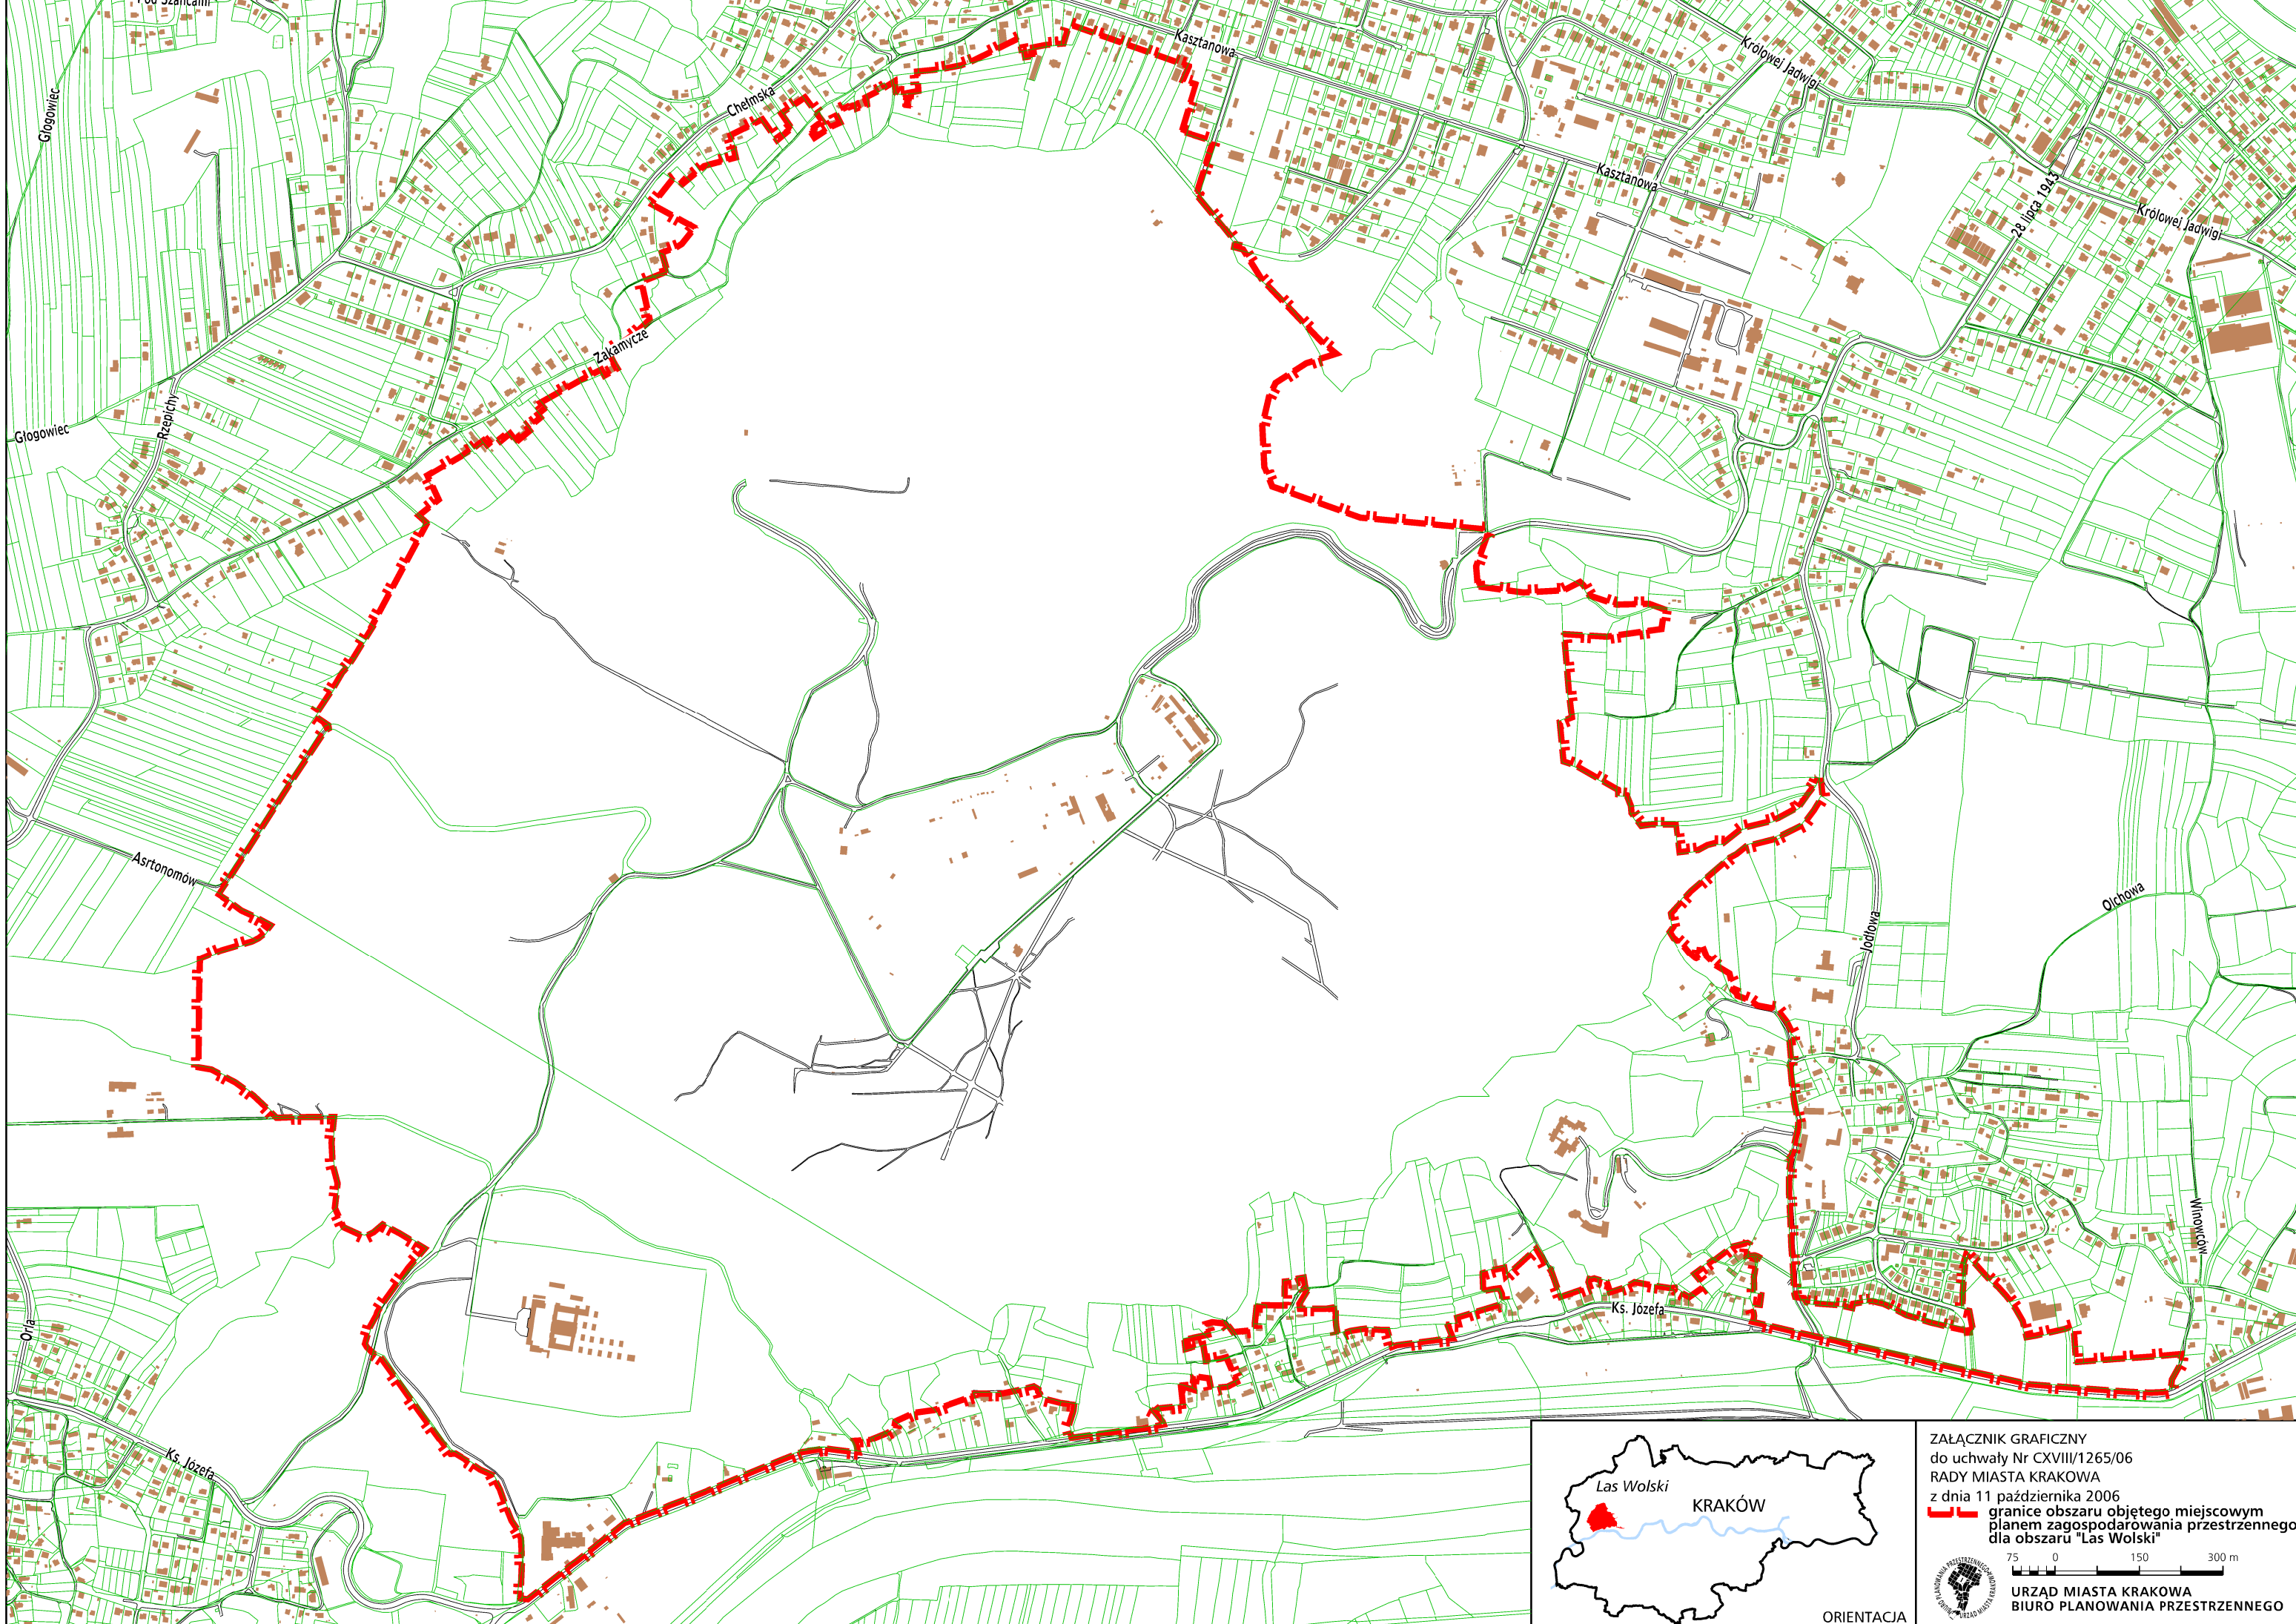 Pod Szańcami
Kasztanowa
Królowej Jadwigi
Głogowiec
Chełmska
Kasztanowa
28 lipca 1943
Królowej Jadwigi
Zakamycze
Rzepichy
Głogowiec
Asrtonomów
Olchowa
Jodłowa
Winowców
Ks. Józefa
Orla
Ks. Józefa
Las Wolski
KRAKÓW
ORIENTACJA
ZAŁĄCZNIK GRAFICZNY
do uchwały Nr CXVIII/1265/06
RADY MIASTA KRAKOWA
z dnia 11 października 2006
granice obszaru objętego miejscowym
planem zagospodarowania przestrzennego
dla obszaru "Las Wolski"
75 0 150 300 m
URZĄD MIASTA KRAKOWA
BIURO PLANOWANIA PRZESTRZENNEGO